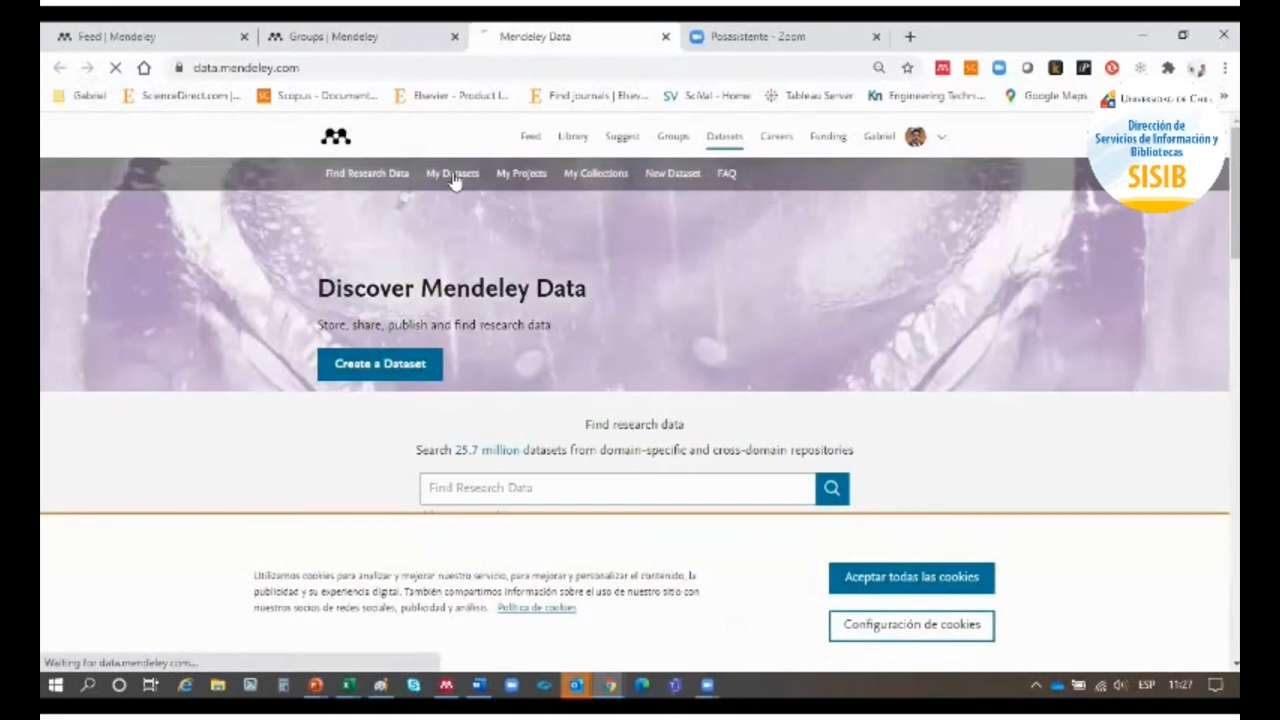 Feed | Mendeley
Groups | Mendeley
Mendeley Data
Posasistente - Zoom
data.mendeley.com
Gabriel
ScienceDirect.com |...
Scopus - Document...
Elsevier - Product I...
Find journals | Elsev...
SV SciVal - Home
Tableau Server
Kn Engineering Techn...
Google Maps
UNIVERSIDAD DE CHIL
Dirección de
Servicios de Información y
Bibliotecas
SISIB
Feed Library Suggest Groups Datasets Careers Funding Gabriel
Find Research Data My Datasets My Projects My Collections New Dataset FAQ
Discover Mendeley Data
Store, share, publish and find research data
Create a Dataset
Find research data
Search 25.7 million datasets from domain-specific and cross-domain repositories
Find Research Data
Utilizamos cookies para analizar y mejorar nuestro servicio, para mejorar y personalizar el contenido, la
publicidad y su experiencia digital. También compartimos información sobre el uso de nuestro sitio con
nuestros socios de redes sociales, publicidad y análisis. Política de cookies
Aceptar todas las cookies
Configuración de cookies
Waiting for data.mendeley.com...
ESP 11:27